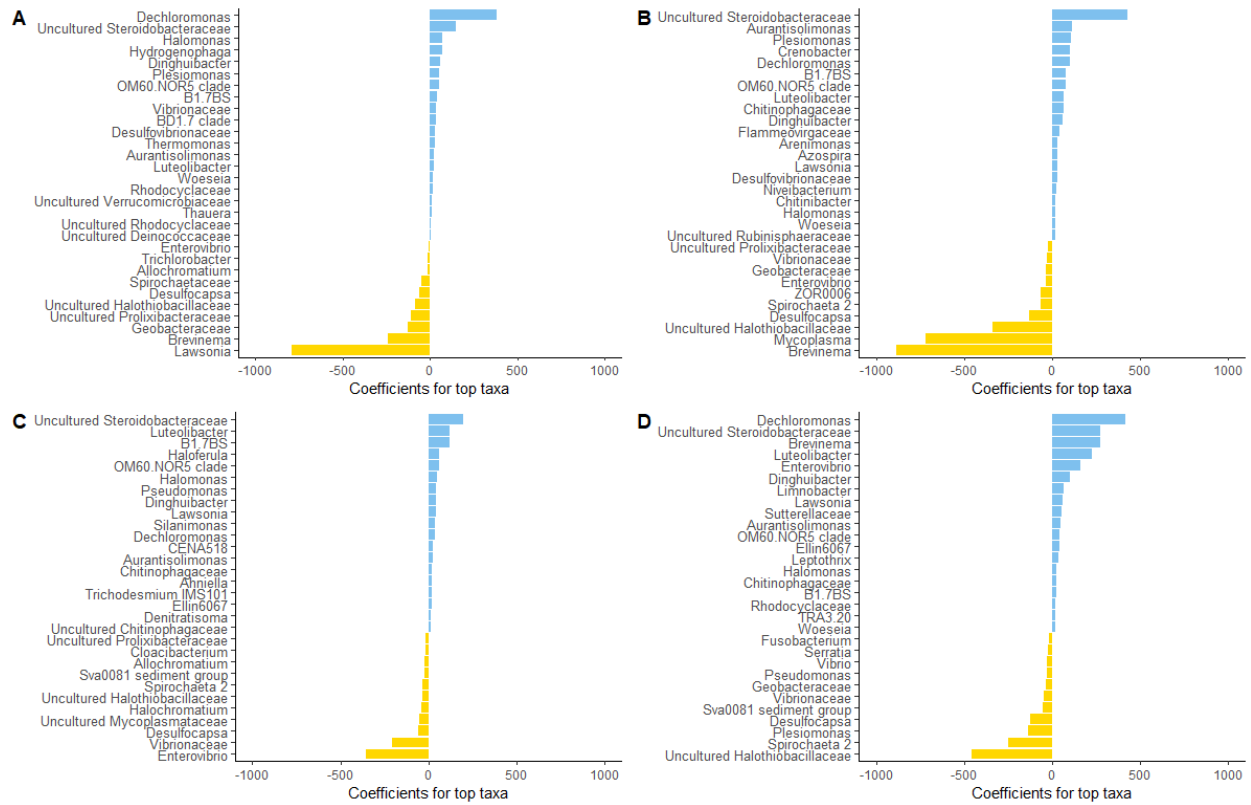 A
Dechloromonas
Uncultured Steroidobacteraceae
Halomonas
Hydrogenophaga
Dinghuibacter
Plesiomonas
OM60.NOR5 clade
B1.7BS
Vibrionaceae
BD1.7 clade
Desulfovibrionaceae
Thermomonas
Aurantisolimonas
Luteolibacter
Woeseia
Rhodocyclaceae
Uncultured Verrucomicrobiaceae
Thauera
Uncultured Rhodocyclaceae
Uncultured Deinococcaceae
Enterovibrio
Trichlorobacter
Allochromatium
Spirochaetaceae
Desulfocapsa
Uncultured Halothiobacillaceae
Uncultured Prolixibacteraceae
Geobacteraceae
Brevinema
Lawsonia
-1000 -500 0 500 1000
Coefficients for top taxa
B
Uncultured Steroidobacteraceae
Aurantisolimonas
Plesiomonas
Crenobacter
Dechloromonas
B1.7BS
OM60.NOR5 clade
Luteolibacter
Chitinophagaceae
Dinghuibacter
Flammeovirgaceae
Arenimonas
Azospira
Lawsonia
Desulfovibrionaceae
Niveibacterium
Chitinibacter
Halomonas
Woeseia
Uncultured Rubinisphaeraceae
Uncultured Prolixibacteraceae
Vibrionaceae
Geobacteraceae
Enterovibrio
ZOR0006
Spirochaeta 2
Desulfocapsa
Uncultured Halothiobacillaceae
Mycoplasma
Brevinema
-1000 -500 0 500 1000
Coefficients for top taxa
C
Uncultured Steroidobacteraceae
Luteolibacter
B1.7BS
Haloferula
OM60.NOR5 clade
Halomonas
Pseudomonas
Dinghuibacter
Lawsonia
Silanimonas
Dechloromonas
CENA518
Aurantisolimonas
Chitinophagaceae
Ahniella
Trichodesmium IMS101
Ellin6067
Denitratisoma
Uncultured Chitinophagaceae
Uncultured Prolixibacteraceae
Cloacibacterium
Allochromatium
Sva0081 sediment group
Spirochaeta 2
Uncultured Halothiobacillaceae
Halochromatium
Uncultured Mycoplasmataceae
Desulfocapsa
Vibrionaceae
Enterovibrio
-1000 -500 0 500 1000
Coefficients for top taxa
D
Dechloromonas
Uncultured Steroidobacteraceae
Brevinema
Luteolibacter
Enterovibrio
Dinghuibacter
Limnobacter
Lawsonia
Sutterellaceae
Aurantisolimonas
OM60.NOR5 clade
Ellin6067
Leptothrix
Halomonas
Chitinophagaceae
B1.7BS
Rhodocyclaceae
TRA3.20
Woeseia
Fusobacterium
Serratia
Vibrio
Pseudomonas
Geobacteraceae
Vibrionaceae
Sva0081 sediment group
Desulfocapsa
Plesiomonas
Spirochaeta 2
Uncultured Halothiobacillaceae
-1000 -500 0 500 1000
Coefficients for top taxa